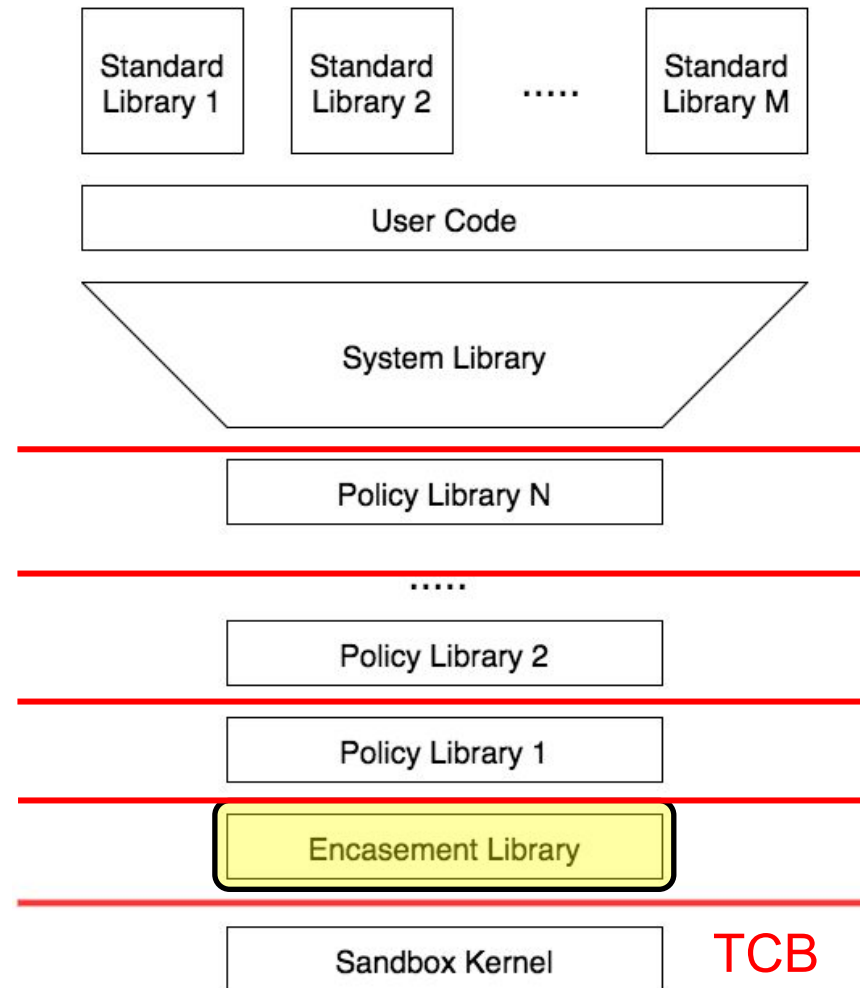 Standard
Library 1
Standard
Library 2
.....
Standard
Library M
User Code
System Library
Policy Library N
.....
Policy Library 2
Policy Library 1
Encasement Library
Sandbox Kernel
TCB